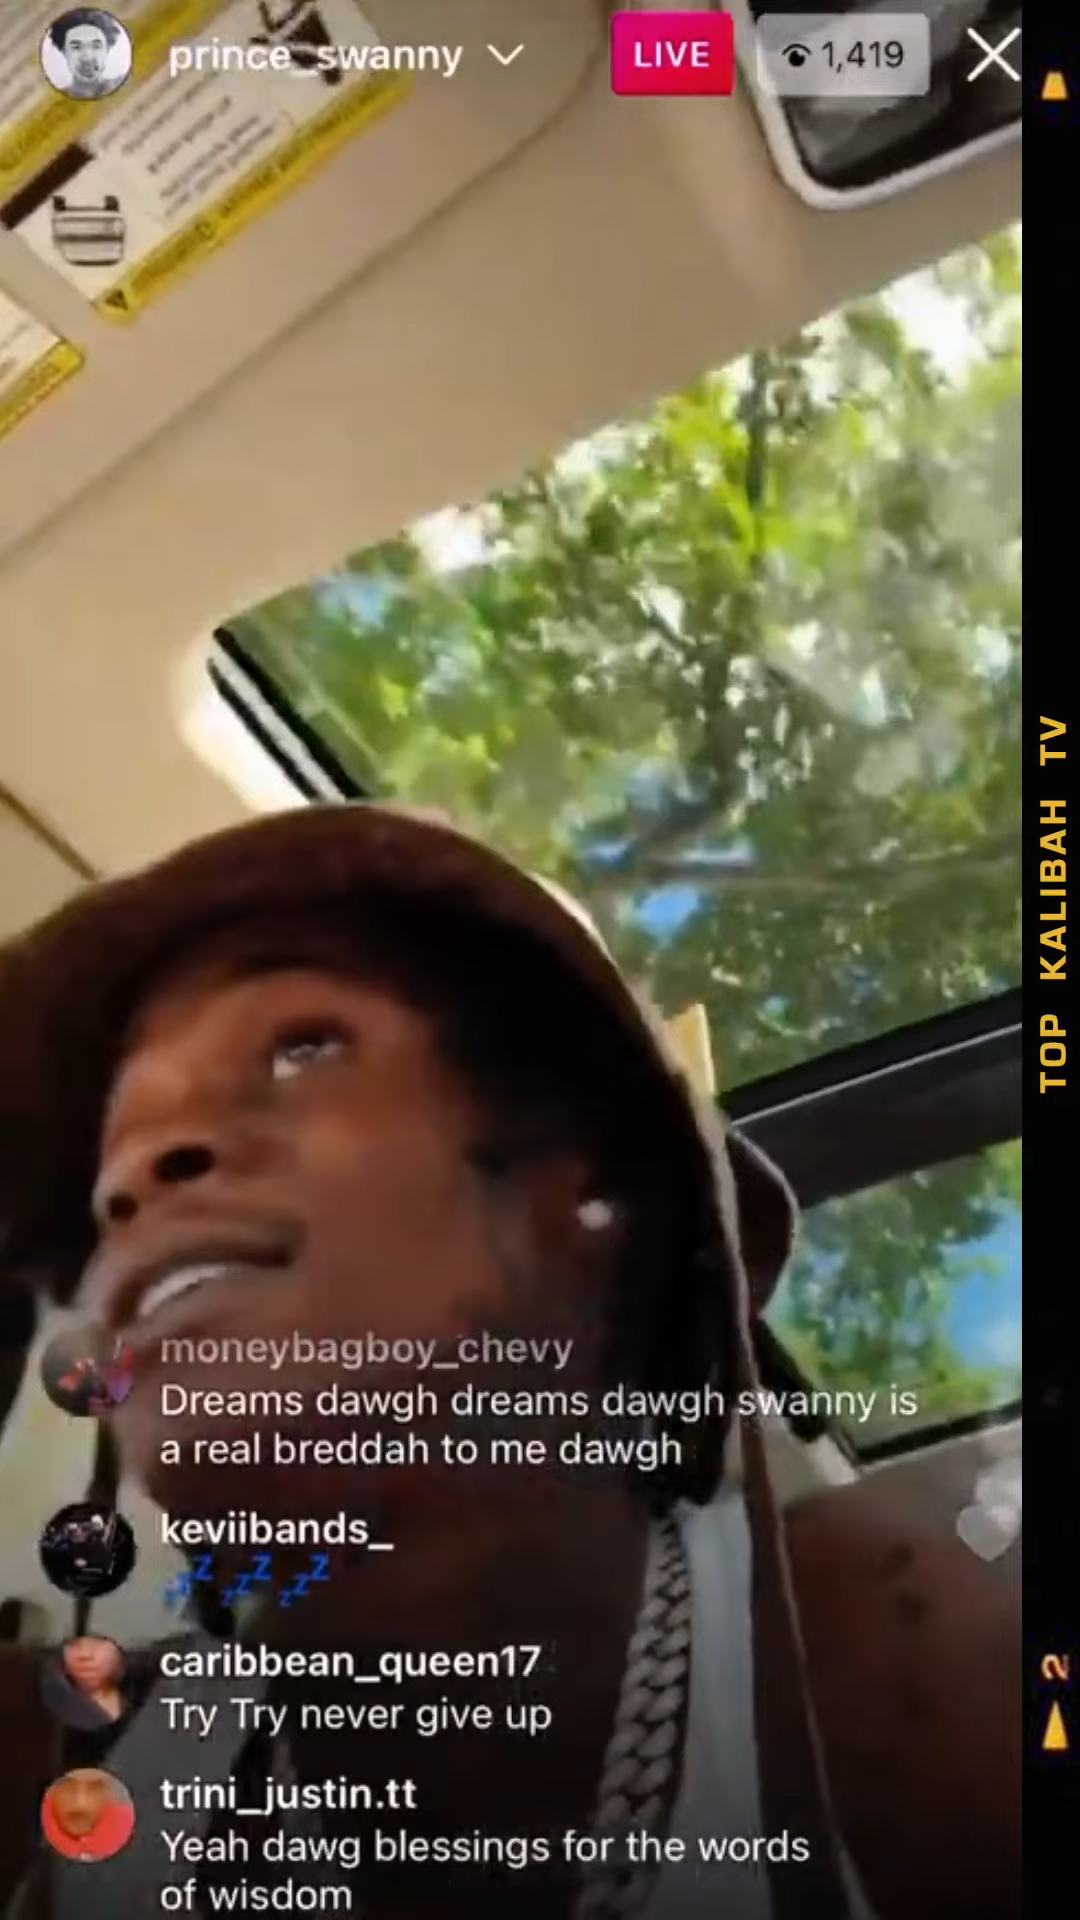 prince_swanny
LIVE
1,419
moneybagboy_chevy
Dreams dawgh dreams dawgh swanny is
a real breddah to me dawgh
keviibands_
caribbean_queen17
Try Try never give up
trini_justin.tt
Yeah dawg blessings for the words
of wisdom
TOP KALIBAH TV
2